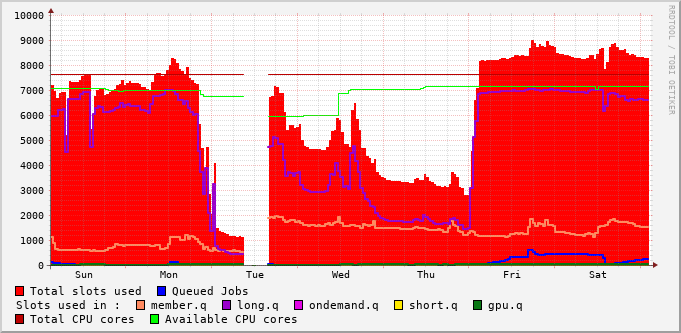 RRDTOOL / TOBI OETIKER
10000
9000
8000
7000
6000
5000
4000
3000
2000
1000
0
Sun Mon Tue Wed Thu Fri Sat
Total slots used Queued Jobs
Slots used in : member.q long.q ondemand.q short.q gpu.q
Total CPU cores Available CPU cores